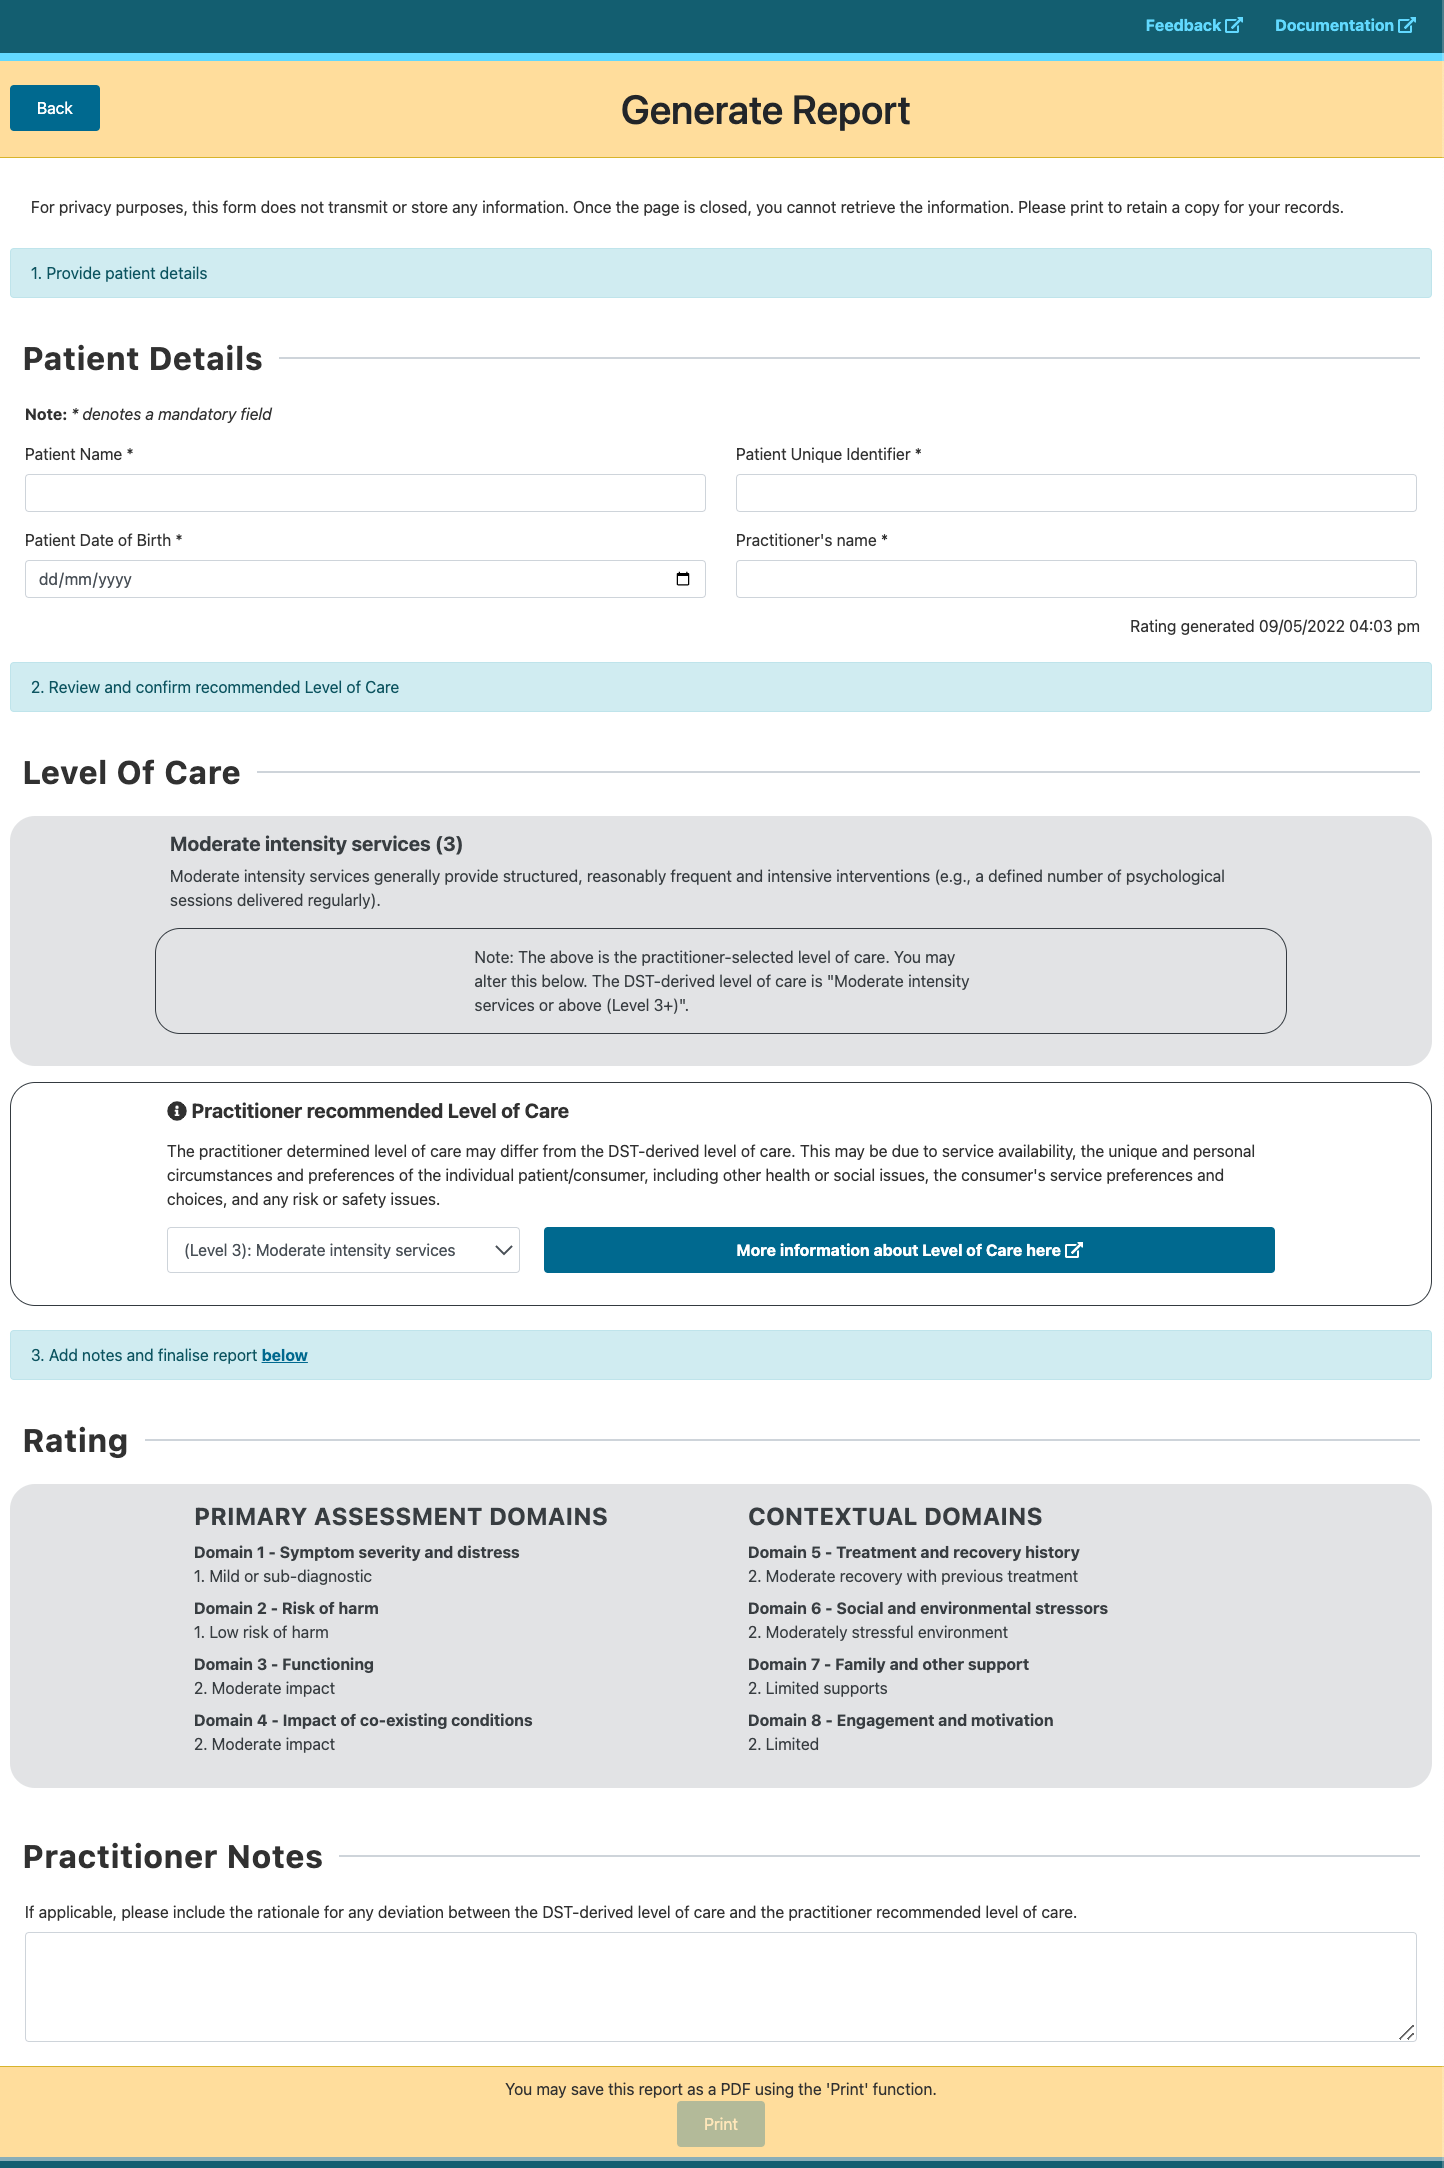 Feedback
Documentation
Back
Generate Report
For privacy purposes, this form does not transmit or store any information. Once the page is closed, you cannot retrieve the information. Please print to retain a copy for your records.
1. Provide patient details
Patient Details
Note: * denotes a mandatory field
Patient Name *
Patient Unique Identifier *
Patient Date of Birth *
Practitioner's name *
dd/mm/yyyy
Rating generated 09/05/2022 04:03 pm
2. Review and confirm recommended Level of Care
Level Of Care
Moderate intensity services (3)
Moderate intensity services generally provide structured, reasonably frequent and intensive interventions (e.g., a defined number of psychological
sessions delivered regularly).
Note: The above is the practitioner-selected level of care. You may
alter this below. The DST-derived level of care is "Moderate intensity
services or above (Level 3+)".
Practitioner recommended Level of Care
The practitioner determined level of care may differ from the DST-derived level of care. This may be due to service availability, the unique and personal
circumstances and preferences of the individual patient/consumer, including other health or social issues, the consumer's service preferences and
choices, and any risk or safety issues.
(Level 3): Moderate intensity services
More information about Level of Care here
3. Add notes and finalise report below
Rating
PRIMARY ASSESSMENT DOMAINS
Domain 1 - Symptom severity and distress
1. Mild or sub-diagnostic
Domain 2 - Risk of harm
1. Low risk of harm
Domain 3 - Functioning
2. Moderate impact
Domain 4 - Impact of co-existing conditions
2. Moderate impact
CONTEXTUAL DOMAINS
Domain 5 - Treatment and recovery history
2. Moderate recovery with previous treatment
Domain 6 - Social and environmental stressors
2. Moderately stressful environment
Domain 7 - Family and other support
2. Limited supports
Domain 8 - Engagement and motivation
2. Limited
Practitioner Notes
If applicable, please include the rationale for any deviation between the DST-derived level of care and the practitioner recommended level of care.
You may save this report as a PDF using the 'Print' function.
Print